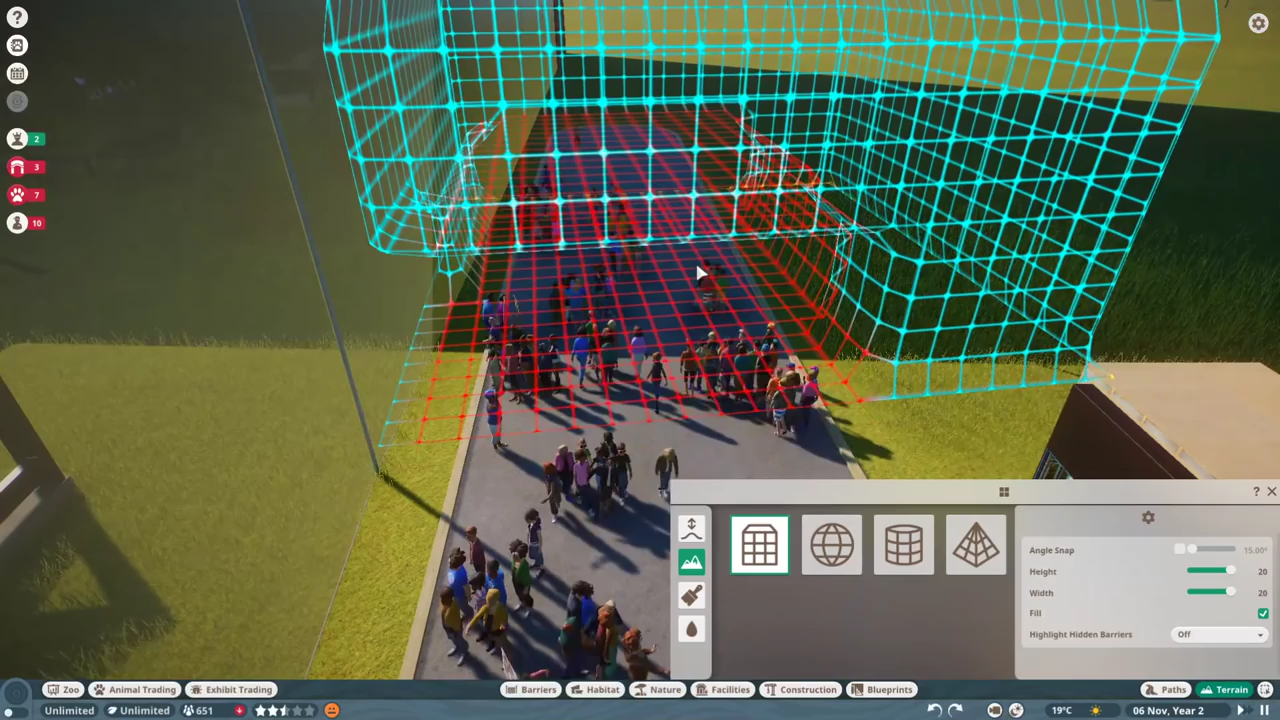 ?
2
3
7
10
? ×
Angle Snap 15.00°
Height 20
Width 20
Fill
Highlight Hidden Barriers Off
Zoo Animal Trading Exhibit Trading Barriers Habitat Nature Facilities Construction Blueprints Paths Terrain
Unlimited Unlimited 651 19°C 06 Nov, Year 2